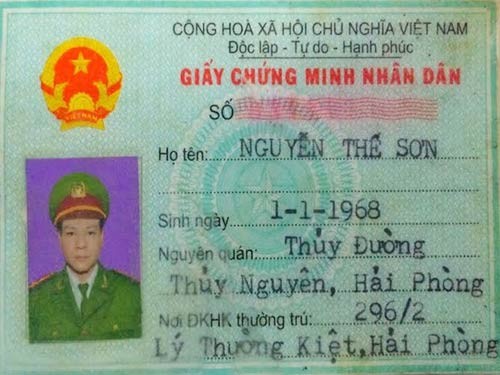 CỘNG HOÀ XÃ HỘI CHỦ NGHĨA VIỆT NAM
Độc lập - Tự do - Hạnh phúc
GIẤY CHỨNG MINH NHÂN DÂN
SỐ
Họ tên: NGUYỄN THẾ SƠN
Sinh ngày 1-1-1968
Nguyên quán: Thủy Đường
Thủy Nguyên, Hải Phòng
Nơi ĐKHK thường trú: 296/2
Lý Thường Kiệt, Hải Phòng
VIETNAM